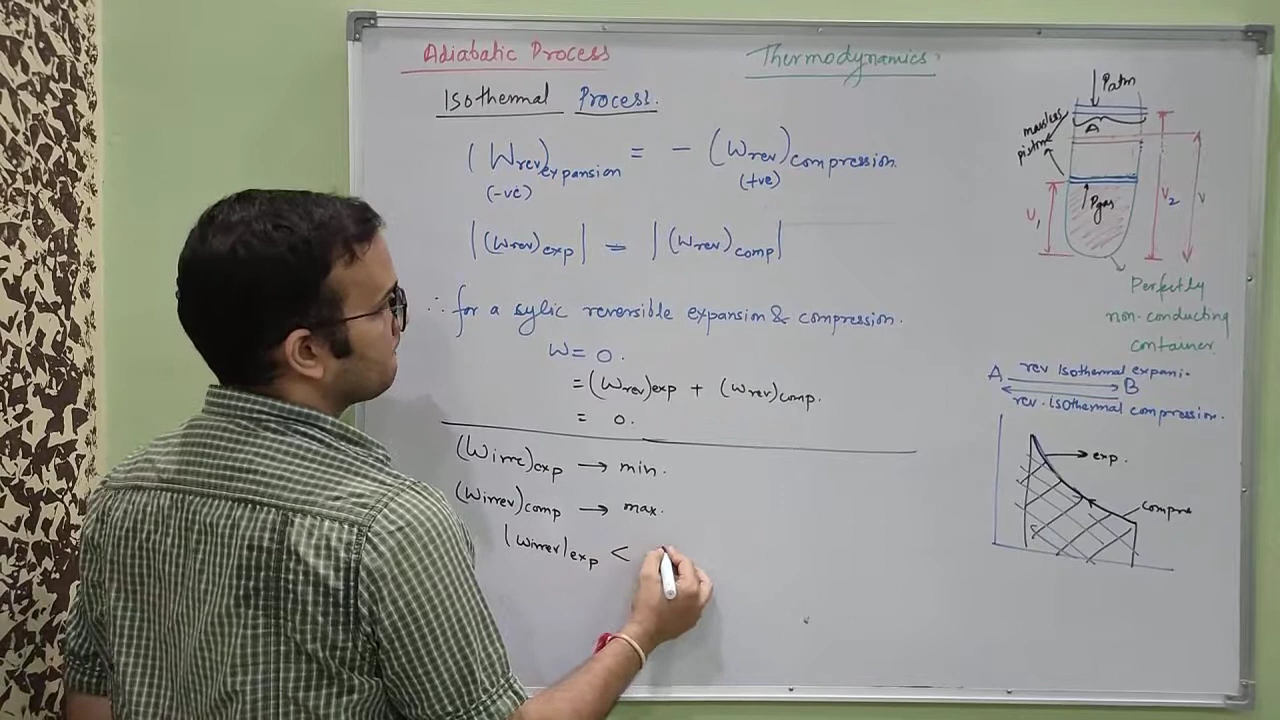 Adiabatic Process
Thermodynamics.
Isothermal Process.
(Wrev)expansion = - (Wrev)compression.
(-ve) (+ve)
|(Wrev)exp| = |(Wrev)comp|
∴ for a sylic reversible expansion & compression.
W = 0.
= (Wrev)exp + (Wrev)comp.
= 0.
(Wirre)exp → min.
(Wirrev)comp → max.
|Wirrev|exp <
Patm
A
massless
piston
Pgas
V1
V2
V
Perfectly
non-conducting
container.
A rev Isothermal expani. B
rev. Isothermal compression.
exp.
compre